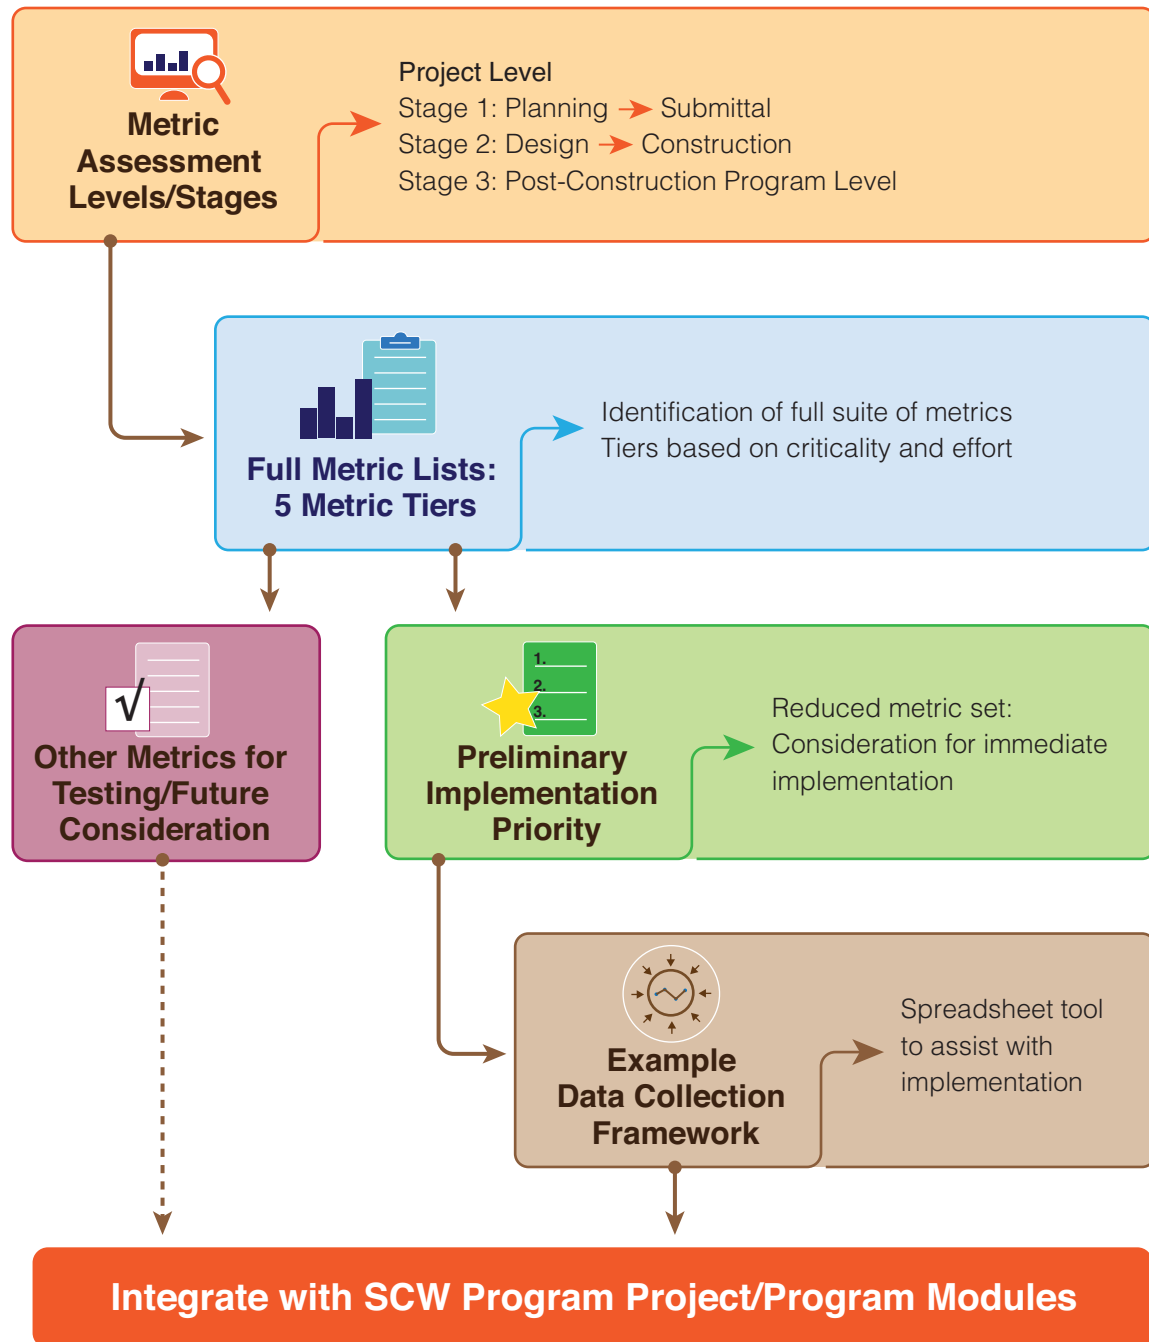 Metric
Assessment
Levels/Stages
Project Level
Stage 1: Planning → Submittal
Stage 2: Design → Construction
Stage 3: Post-Construction Program Level
Full Metric Lists:
5 Metric Tiers
Identification of full suite of metrics
Tiers based on criticality and effort
√
Other Metrics for
Testing/Future
Consideration
1.
2.
3.
Preliminary
Implementation
Priority
Reduced metric set:
Consideration for immediate
implementation
Example
Data Collection
Framework
Spreadsheet tool
to assist with
implementation
Integrate with SCW Program Project/Program Modules